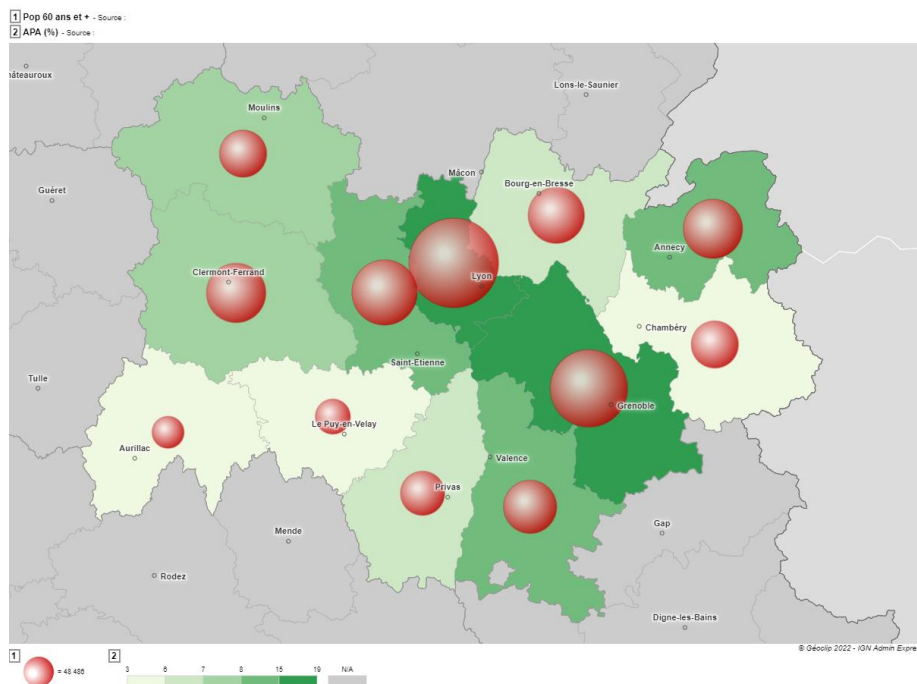 1 Pop 60 ans et + - Source :
2 APA (%) - Source :
hâteauroux
Lons-le-Saunier
Moulins
Mâcon
Guéret
Bourg-en-Bresse
Annecy
Clermont-Ferrand
Lyon
Chambéry
Saint-Etienne
Tulle
Grenoble
Le Puy-en-Velay
Aurillac
Valence
Privas
Mende
Gap
Rodez
Digne-les-Bains
© Géoclip 2022 - IGN Admin Expre
1 2
= 48 486
3 6 7 8 15 19 N/A